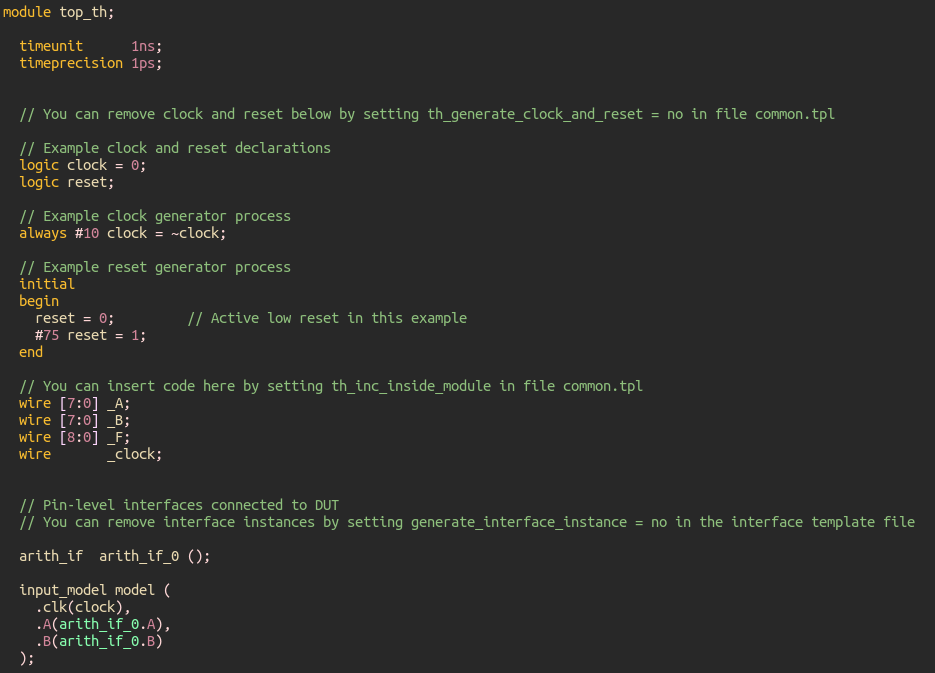 module top_th;
timeunit      1ns;
timeprecision 1ps;
// You can remove clock and reset below by setting th_generate_clock_and_reset = no in file common.tpl
// Example clock and reset declarations
logic clock = 0;
logic reset;
// Example clock generator process
always #10 clock = ~clock;
// Example reset generator process
initial
begin
reset = 0;         // Active low reset in this example
#75 reset = 1;
end
// You can insert code here by setting th_inc_inside_module in file common.tpl
wire [7:0] _A;
wire [7:0] _B;
wire [8:0] _F;
wire       _clock;
// Pin-level interfaces connected to DUT
// You can remove interface instances by setting generate_interface_instance = no in the interface template file
arith_if  arith_if_0 ();
input_model model (
.clk(clock),
.A(arith_if_0.A),
.B(arith_if_0.B)
);